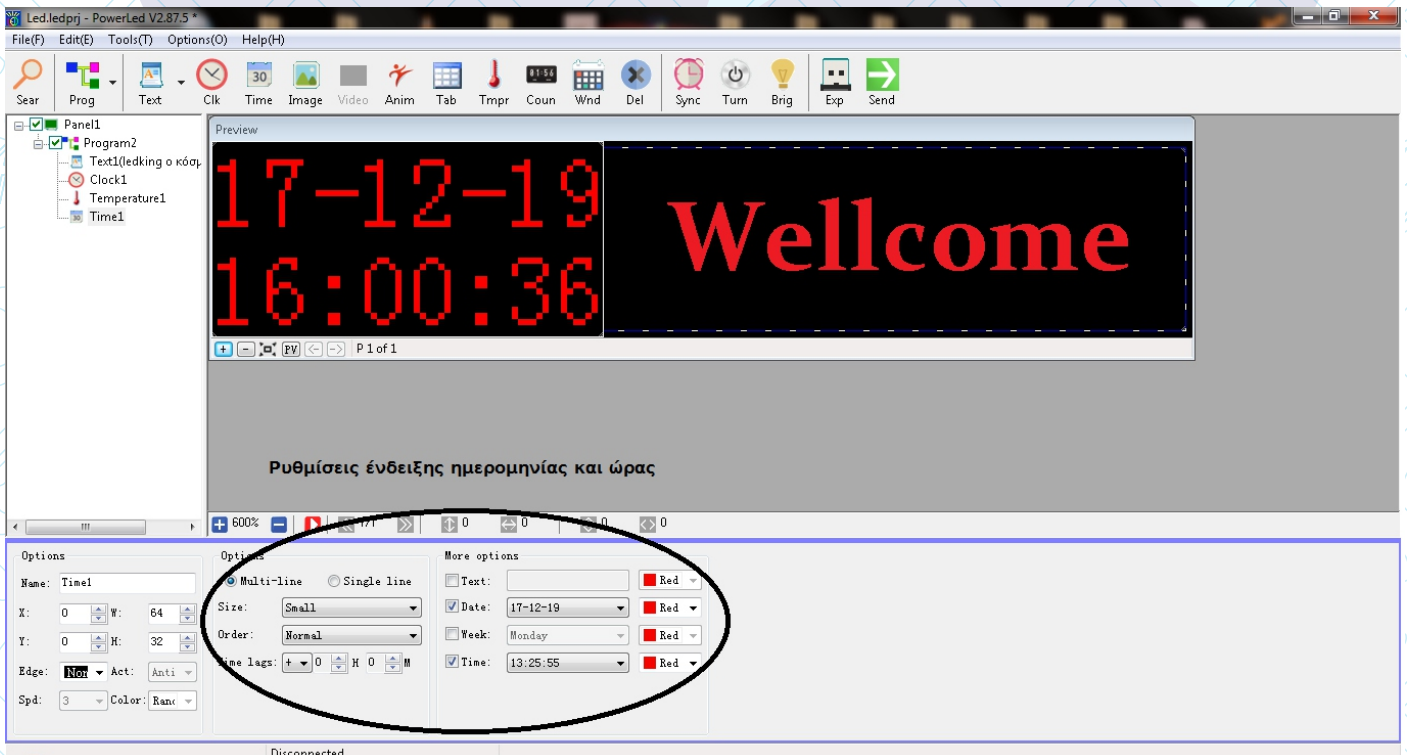 Led.ledprj - PowerLed V2.87.5 *
File(F) Edit(E) Tools(T) Options(O) Help(H)
Sear Prog Text Clk Time Image Video Anim Tab Tmpr Coun Wnd Del Sync Turn Brig Exp Send
Panel1
Program2
Text1(ledking ο κόσμ
Clock1
Temperature1
Time1
Preview
17-12-19
16:00:36
Wellcome
PV P 1 of 1
Ρυθμίσεις ένδειξης ημερομηνίας και ώρας
600% 1/1 0 0 0 0
Options
Name: Time1
X: 0 W: 64
Y: 0 H: 32
Edge: Non Act: Anti
Spd: 3 Color: Ranc
Options
Multi-line Single line
Size: Small
Order: Normal
Time lags: + 0 H 0 M
More options
Text: Red
Date: 17-12-19 Red
Week: Monday Red
Time: 13:25:55 Red
Disconnected